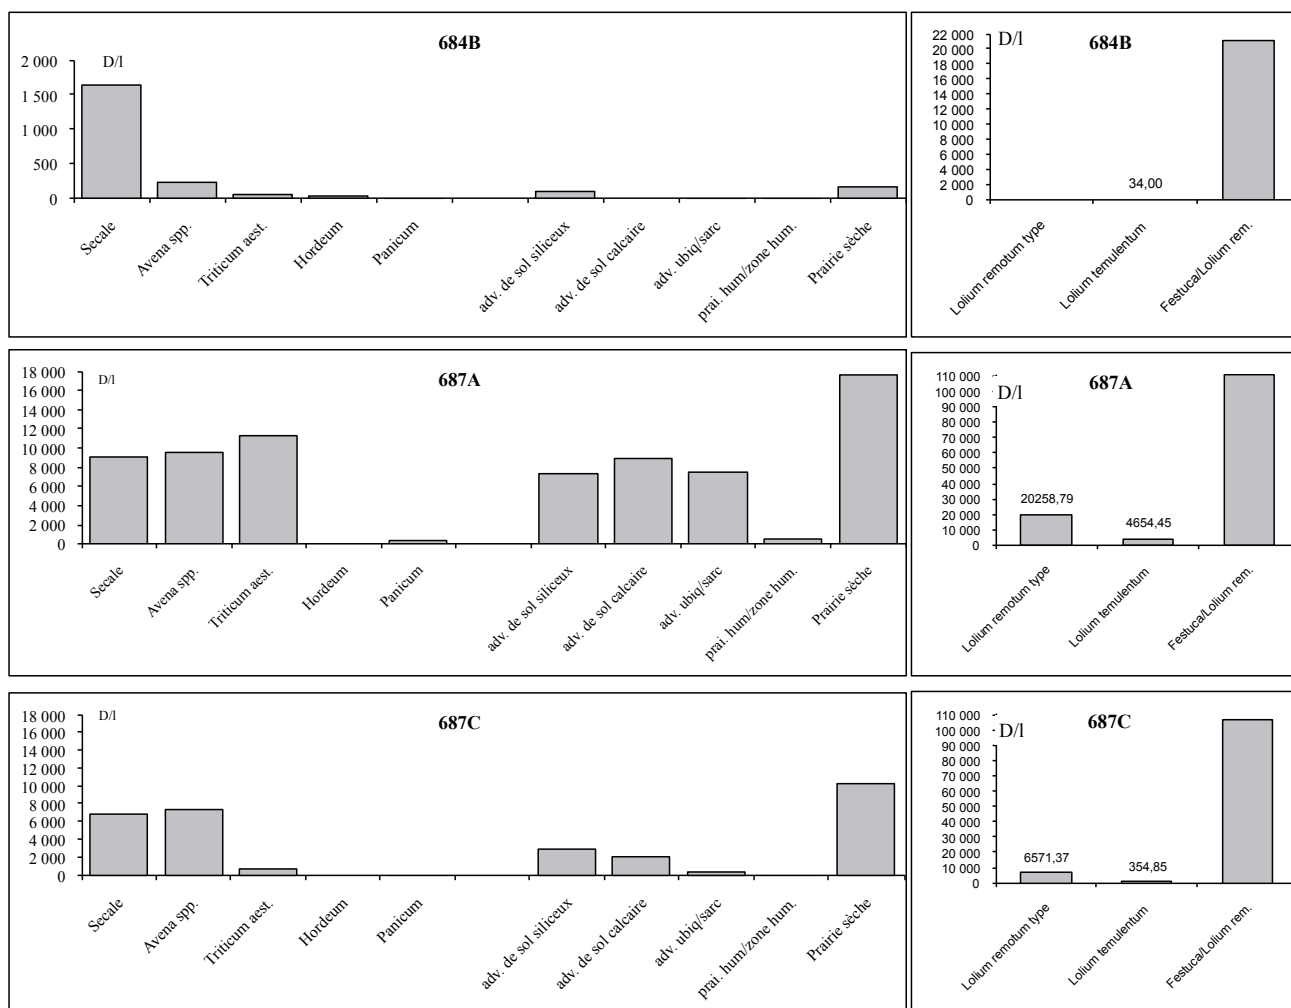 684B
D/l
2 000
1 500
1 000
500
0
Secale
Avena spp.
Triticum aest.
Hordeum
Panicum
adv. de sol siliceux
adv. de sol calcaire
adv. ubiq/sarc
prai. hum/zone hum.
Prairie sèche
684B
D/l
22 000
20 000
18 000
16 000
14 000
12 000
10 000
8 000
6 000
4 000
2 000
0
34,00
Lolium remotum type
Lolium temulentum
Festuca/Lolium rem.
687A
D/l
18 000
16 000
14 000
12 000
10 000
8 000
6 000
4 000
2 000
0
Secale
Avena spp.
Triticum aest.
Hordeum
Panicum
adv. de sol siliceux
adv. de sol calcaire
adv. ubiq/sarc
prai. hum/zone hum.
Prairie sèche
687A
D/l
110 000
100 000
90 000
80 000
70 000
60 000
50 000
40 000
30 000
20 000
10 000
0
20258,79
4654,45
Lolium remotum type
Lolium temulentum
Festuca/Lolium rem.
687C
D/l
18 000
16 000
14 000
12 000
10 000
8 000
6 000
4 000
2 000
0
Secale
Avena spp.
Triticum aest.
Hordeum
Panicum
adv. de sol siliceux
adv. de sol calcaire
adv. ubiq/sarc
prai. hum/zone hum.
Prairie sèche
687C
D/l
110 000
100 000
90 000
80 000
70 000
60 000
50 000
40 000
30 000
20 000
10 000
0
6571,37
354,85
Lolium remotum type
Lolium temulentum
Festuca/Lolium rem.